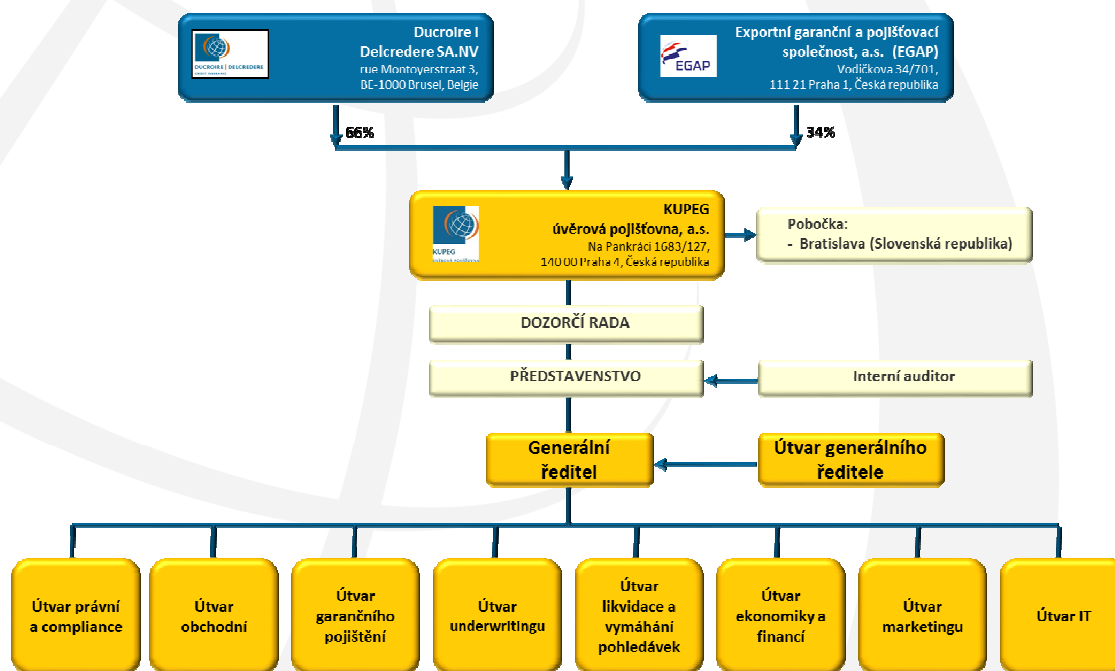 Ducroire I
Delcredere SA.NV
rue Montoyerstraat 3,
BE-1000 Brusel, Belgie
DUCROIRE | DELCREDERE
Exportní garanční a pojišťovací
společnost, a.s. (EGAP)
Vodičkova 34/701,
111 21 Praha 1, Česká republika
EGAP
66%
34%
KUPEG
úvěrová pojišťovna, a.s.
Na Pankráci 1683/127,
140 00 Praha 4, Česká republika
KUPEG
Pobočka:
- Bratislava (Slovenská republika)
DOZORČÍ RADA
PŘEDSTAVENSTVO
Interní auditor
Generální
ředitel
Útvar generálního
ředitele
Útvar právní
a compliance
Útvar
obchodní
Útvar
garančního
pojištění
Útvar
underwritingu
Útvar
likvidace a
vymáhání
pohledávek
Útvar
ekonomiky a
financí
Útvar
marketingu
Útvar IT